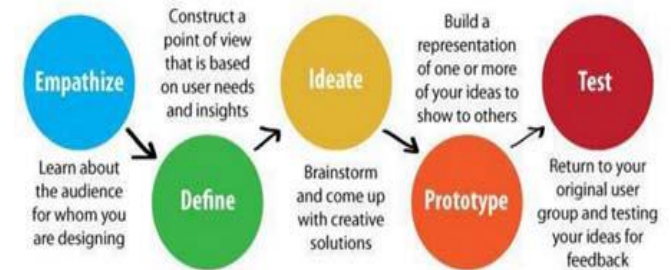 Empathize
Learn about
the audience
for whom you
are designing
Construct a
point of view
that is based
on user needs
and insights
Define
Ideate
Brainstorm
and come up
with creative
solutions
Build a
representation
of one or more
of your ideas to
show to others
Prototype
Test
Return to your
original user
group and testing
your ideas for
feedback